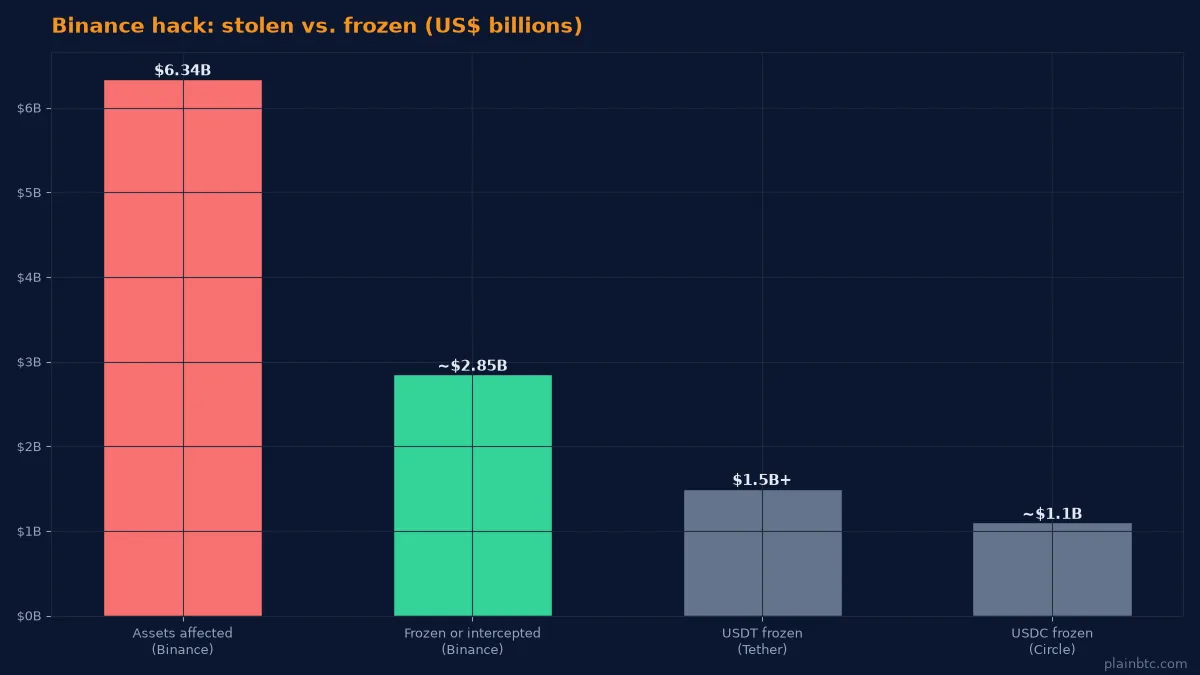 Binance hack: stolen vs. frozen (US$ billions)
$6.34B
$6B
$5B
$4B
$3B
~$2.85B
$2B
$1.5B+
~$1.1B
$1B
$0B
Assets affected
(Binance)
Frozen or intercepted
(Binance)
USDT frozen
(Tether)
USDC frozen
(Circle)
plainbtc.com